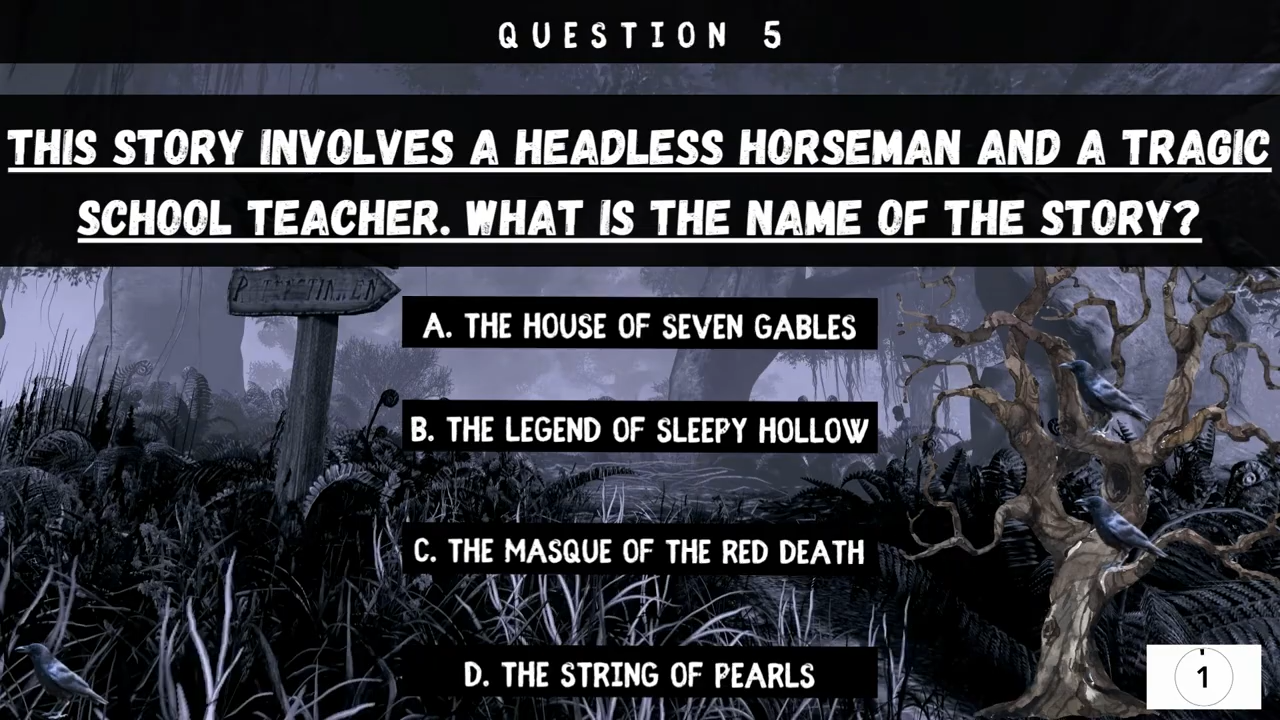 QUESTION 5
THIS STORY INVOLVES A HEADLESS HORSEMAN AND A TRAGIC
SCHOOL TEACHER. WHAT IS THE NAME OF THE STORY?
A. THE HOUSE OF SEVEN GABLES
B. THE LEGEND OF SLEEPY HOLLOW
C. THE MASQUE OF THE RED DEATH
D. THE STRING OF PEARLS
1